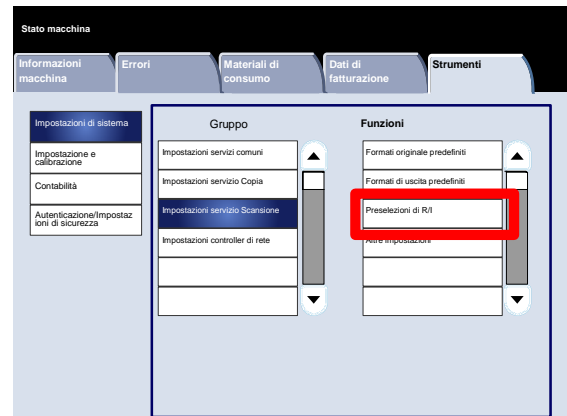 Stato macchina
Informazioni macchina
Errori
Materiali di consumo
Dati di fatturazione
Strumenti
Impostazioni di sistema
Impostazione e calibrazione
Contabilità
Autenticazione/Impostaz
ioni di sicurezza
Gruppo
Impostazioni servizi comuni
Impostazioni servizio Copia
Impostazioni servizio Scansione
Impostazioni controller di rete
Funzioni
Formati originale predefiniti
Formati di uscita predefiniti
Preselezioni di R/I
Altre impostazioni